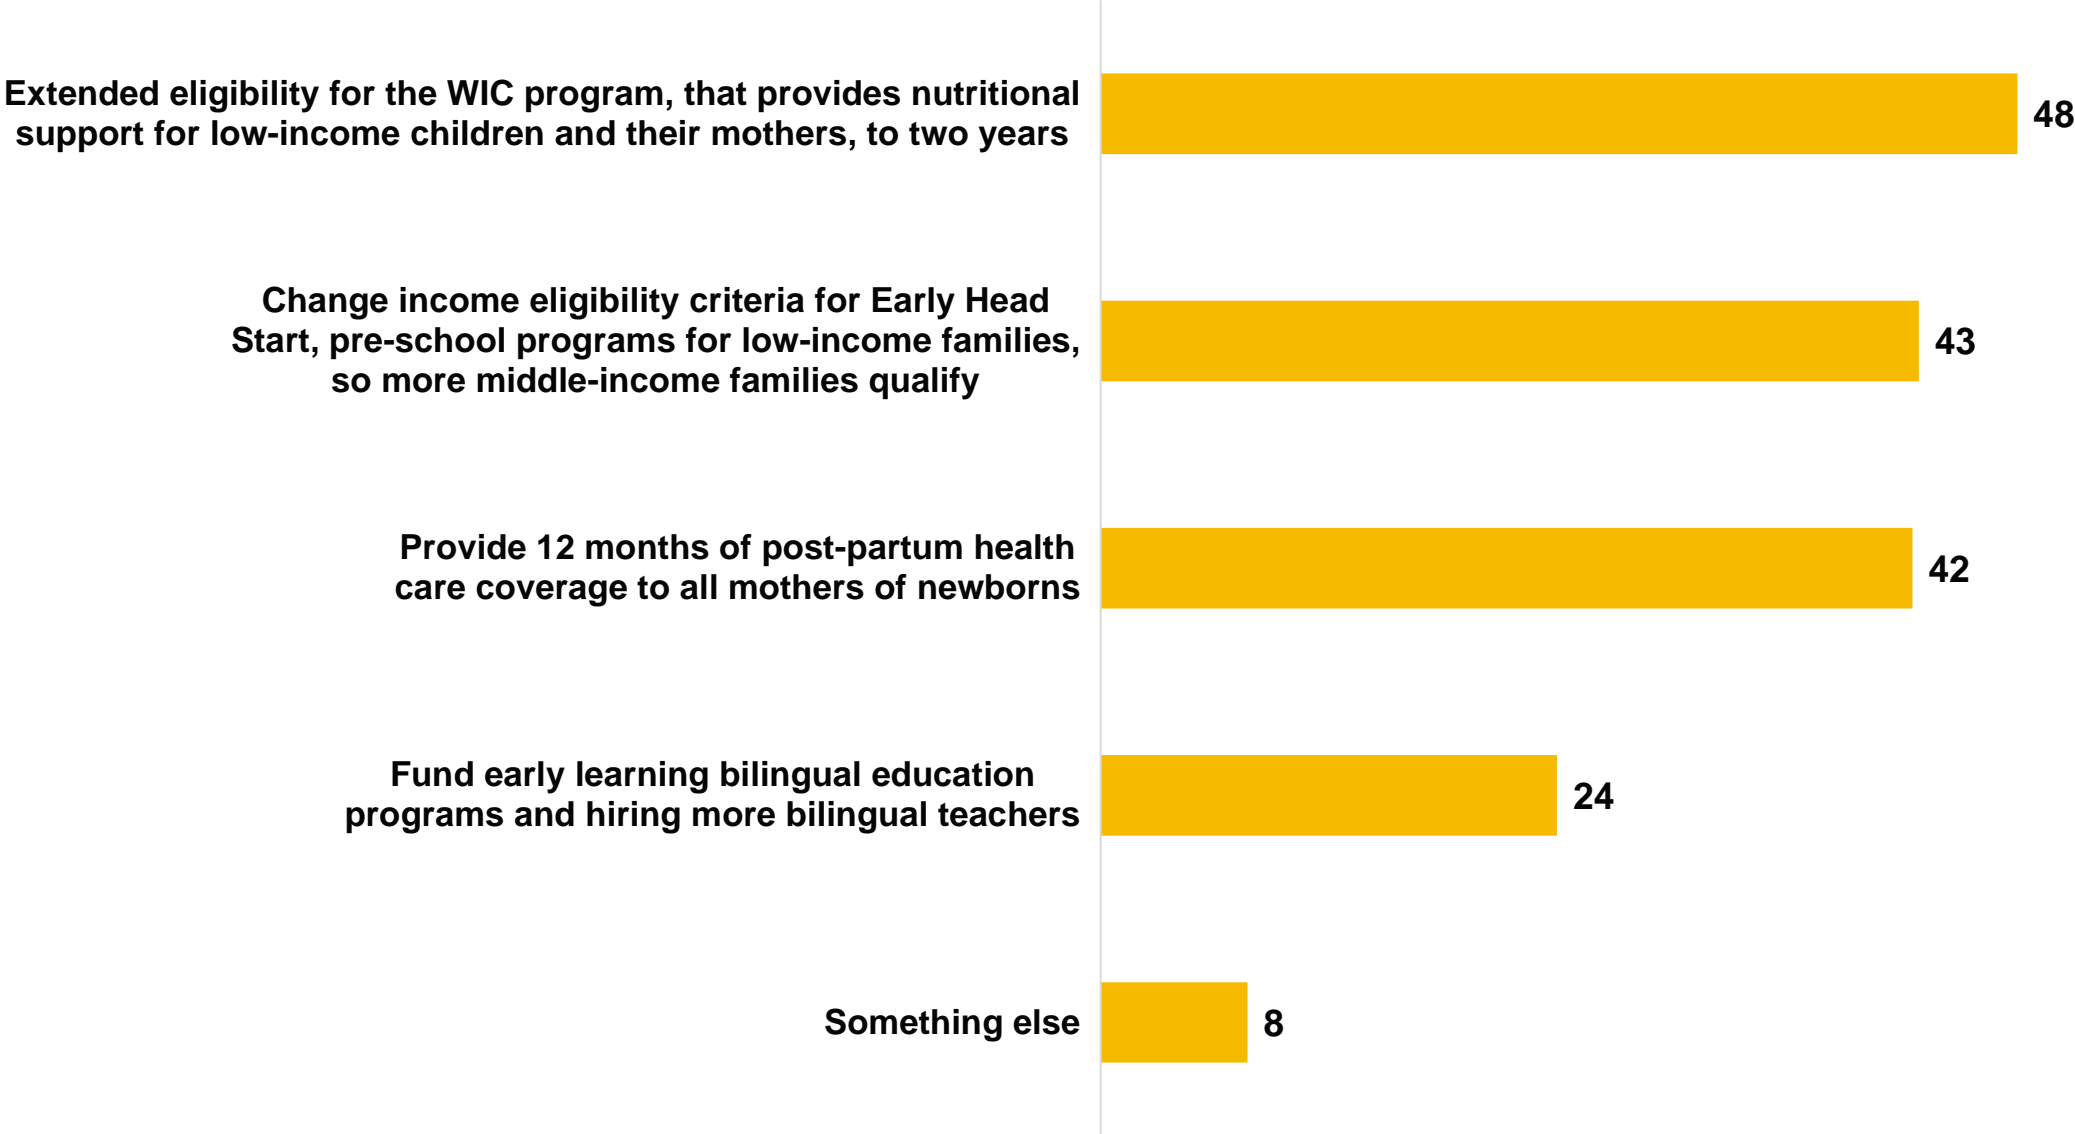 Extended eligibility for the WIC program, that provides nutritional
support for low-income children and their mothers, to two years
48
Change income eligibility criteria for Early Head
Start, pre-school programs for low-income families,
so more middle-income families qualify
43
Provide 12 months of post-partum health
care coverage to all mothers of newborns
42
Fund early learning bilingual education
programs and hiring more bilingual teachers
24
Something else
8